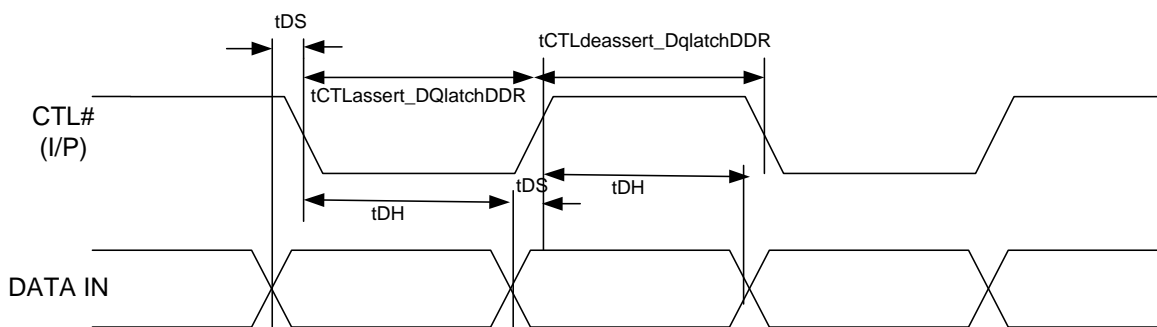 tDS
tCTLdeassert_DqlatchDDR
tCTLassert_DQlatchDDR
CTL#
(I/P)
tDS
tDH
tDH
DATA IN